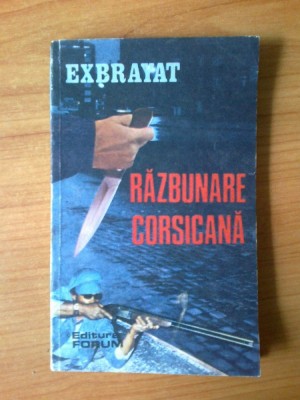 EXBRAYAT
RĂZBUNARE
CORSICANĂ
Editura
FORUM